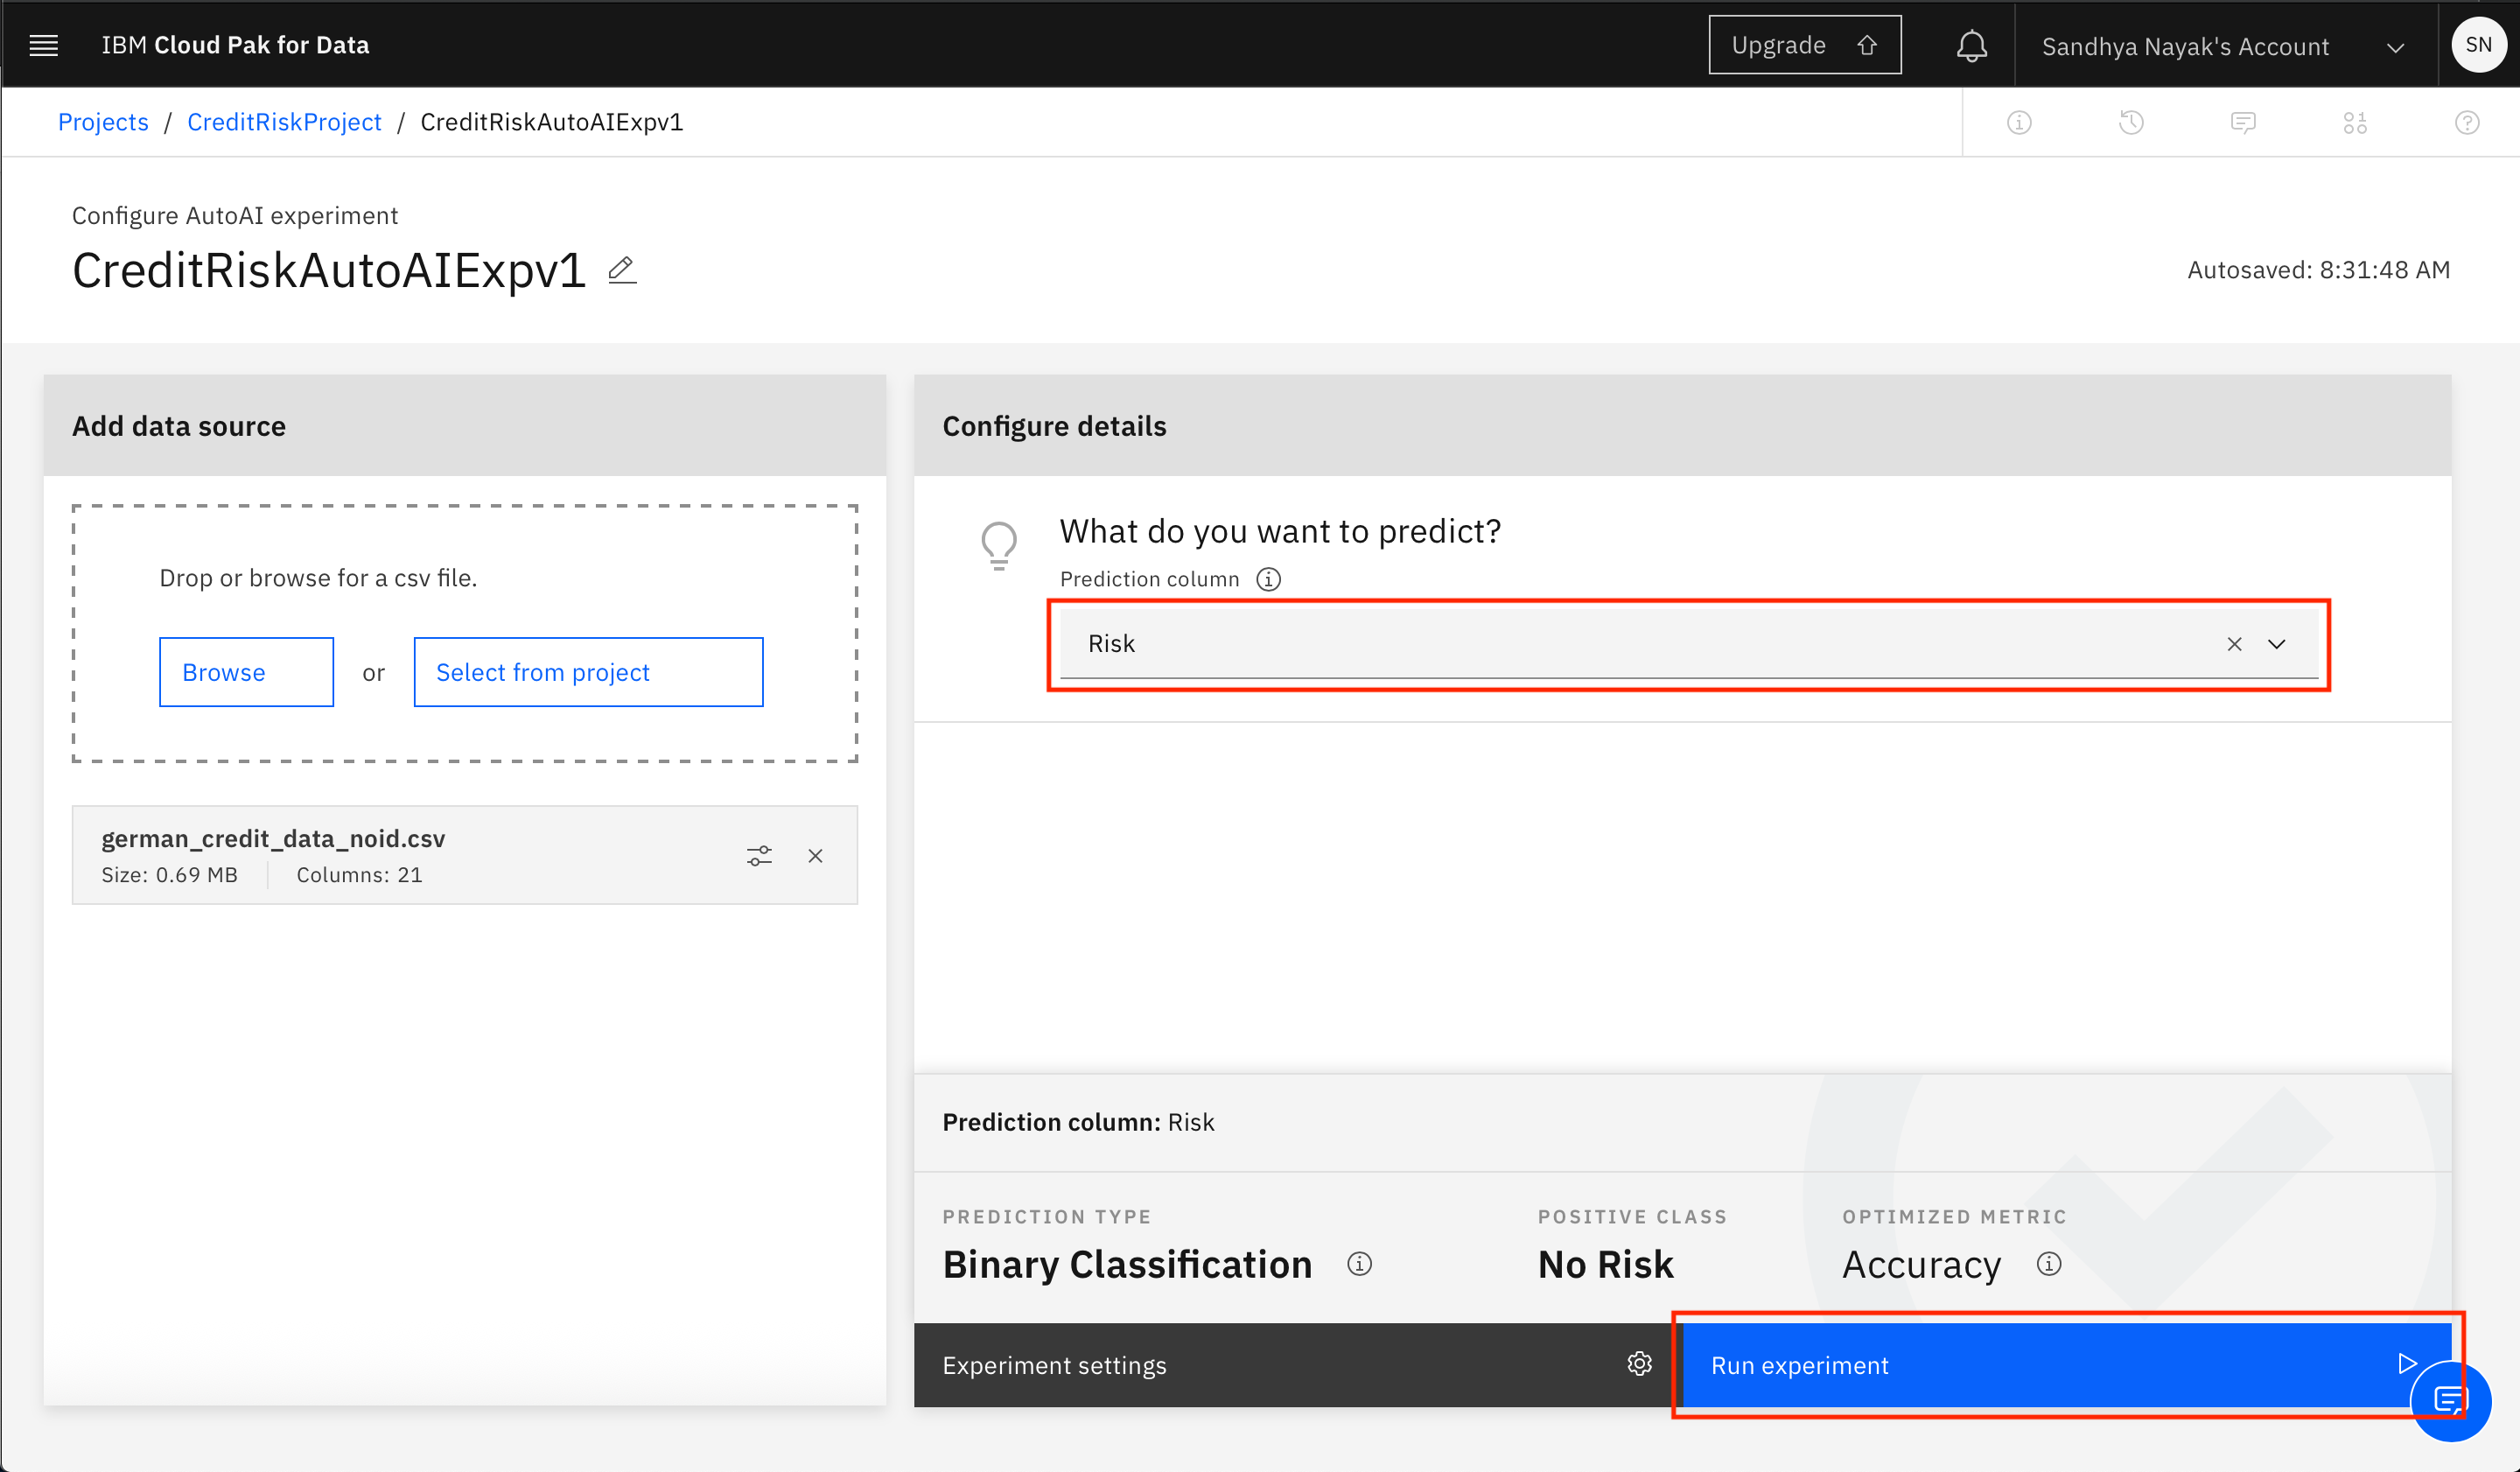 IBM Cloud Pak for Data
Upgrade
Sandhya Nayak's Account
SN
Projects / CreditRiskProject / CreditRiskAutoAIExpv1
Configure AutoAI experiment
CreditRiskAutoAIExpv1
Autosaved: 8:31:48 AM
Add data source
Drop or browse for a csv file.
Browse or Select from project
german_credit_data_noid.csv
Size: 0.69 MB Columns: 21
Configure details
What do you want to predict?
Prediction column
Risk
Prediction column: Risk
PREDICTION TYPE
Binary Classification
POSITIVE CLASS
No Risk
OPTIMIZED METRIC
Accuracy
Experiment settings
Run experiment